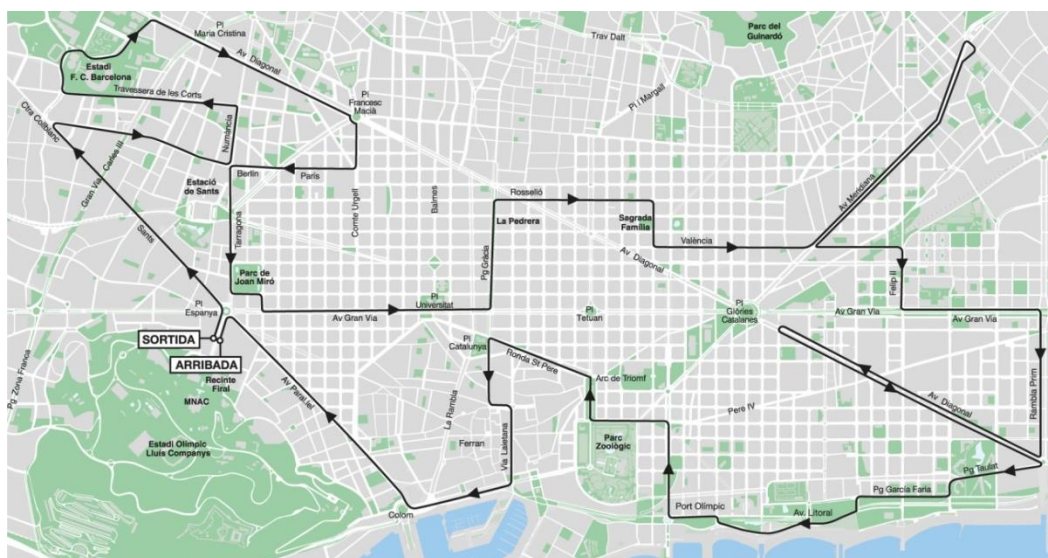 Pl
Maria Cristina
Trav Dalt
Parc del
Guinardó
Av Diagonal
Estadi
F. C. Barcelona
Travessera de les Corts
Pl
Francesc
Macià
Pi i Margall
Ctra Collblanc
Numància
Gran Via Carles III
Berlin
París
Estació
de Sants
Comte Urgell
Balmes
Rosselló
La Pedrera
Sagrada
Família
València
Av Meridiana
Sants
Tarragona
Pg Gràcia
Av Diagonal
Felip II
Parc de
Joan Miró
Pl
Universitat
Pl
Espanya
Av Gran Via
Pl
Tetuan
Pl
Glòries
Catalanes
Av Gran Via
Av Gran Via
SORTIDA
ARRIBADA
Recinte
Firal
MNAC
Pg Zona Franca
Av Paral.lel
Pl
Catalunya
Ronda St Pere
Arc de Triomf
Av Diagonal
Rambla Prim
La Rambla
Pere IV
Estadi Olímpic
Lluís Companys
Ferran
Via Laietana
Parc
Zoològic
Pg Taulat
Pg García Faria
Colom
Port Olímpic
Av. Litoral